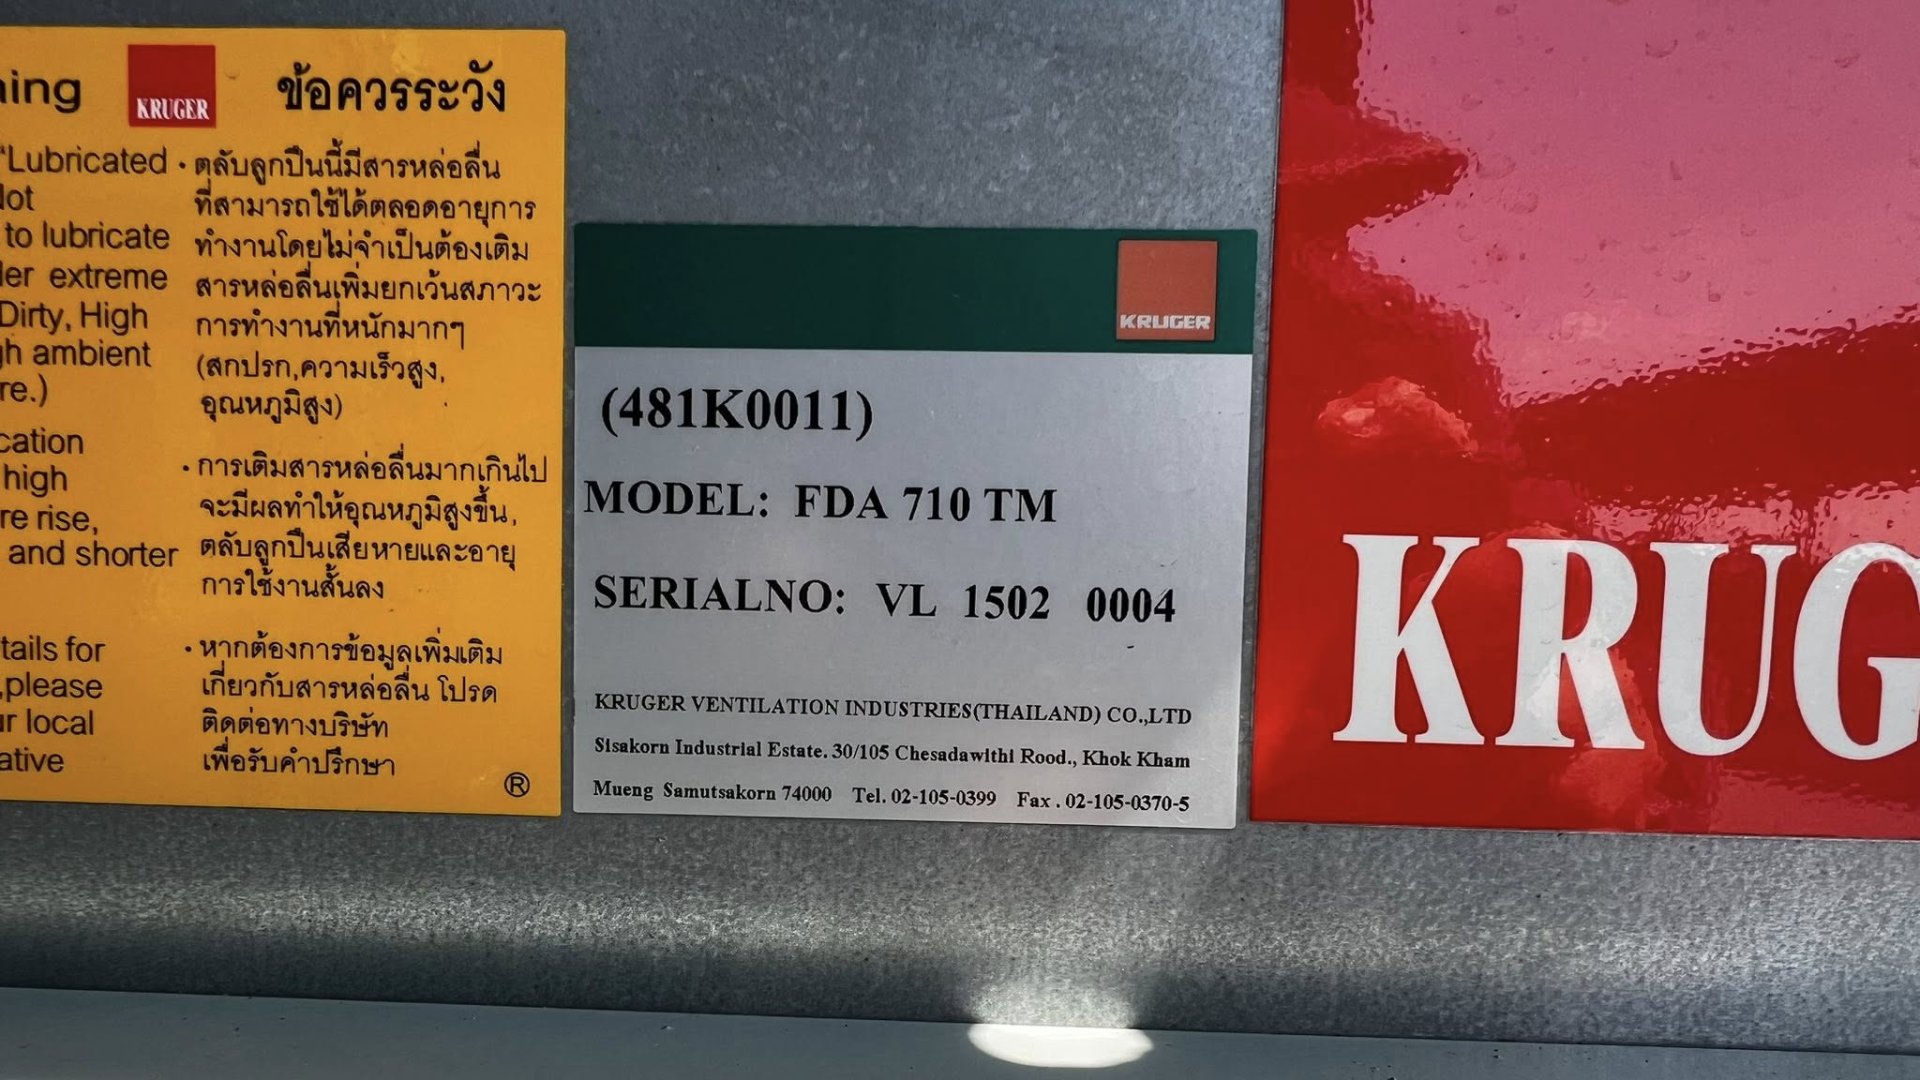 ning
KRUGER
ข้อควรระวัง
"Lubricated
to lubricate
extreme
Dirty, High
ambient
high
rise,
and shorter
for
please
local
• ตลับลูกปืนนี้มีสารหล่อลื่น
ที่สามารถใช้ได้ตลอดอายุการ
ทำงานโดยไม่จำเป็นต้องเติม
สารหล่อลื่นเพิ่มยกเว้นสภาวะ
การทำงานที่หนักมากๆ
(สกปรก,ความเร็วสูง,
อุณหภูมิสูง)
• การเติมสารหล่อลื่นมากเกินไป
จะมีผลทำให้อุณหภูมิสูงขึ้น,
ตลับลูกปืนเสียหายและอายุ
การใช้งานสั้นลง
• หากต้องการข้อมูลเพิ่มเติม
เกี่ยวกับสารหล่อลื่น โปรด
ติดต่อทางบริษัท
เพื่อรับคำปรึกษา
®
KRUGER
(481K0011)
MODEL: FDA 710 TM
SERIALNO: VL 1502 0004
KRUGER VENTILATION INDUSTRIES(THAILAND) CO.,LTD
Sisakorn Industrial Estate. 30/105 Chesadawithi Rood., Khok Kham
Mueng Samutsakorn 74000 Tel. 02-105-0399 Fax . 02-105-0370-5
KRUG